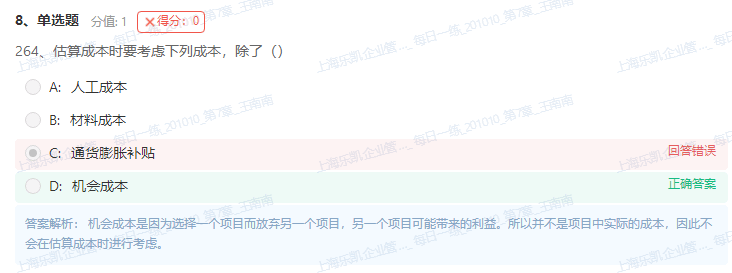 8、单选题 分值: 1 ×得分：0
264、估算成本时要考虑下列成本，除了（）
A: 人工成本
B: 材料成本
C: 通货膨胀补贴 回答错误
D: 机会成本 正确答案
答案解析： 机会成本是因为选择一个项目而放弃另一个项目，另一个项目可能带来的利益。所以并不是项目中实际的成本，因此不
会在估算成本时进行考虑。
上海乐凯企业管..._每日一练_201010_第7章_王南南